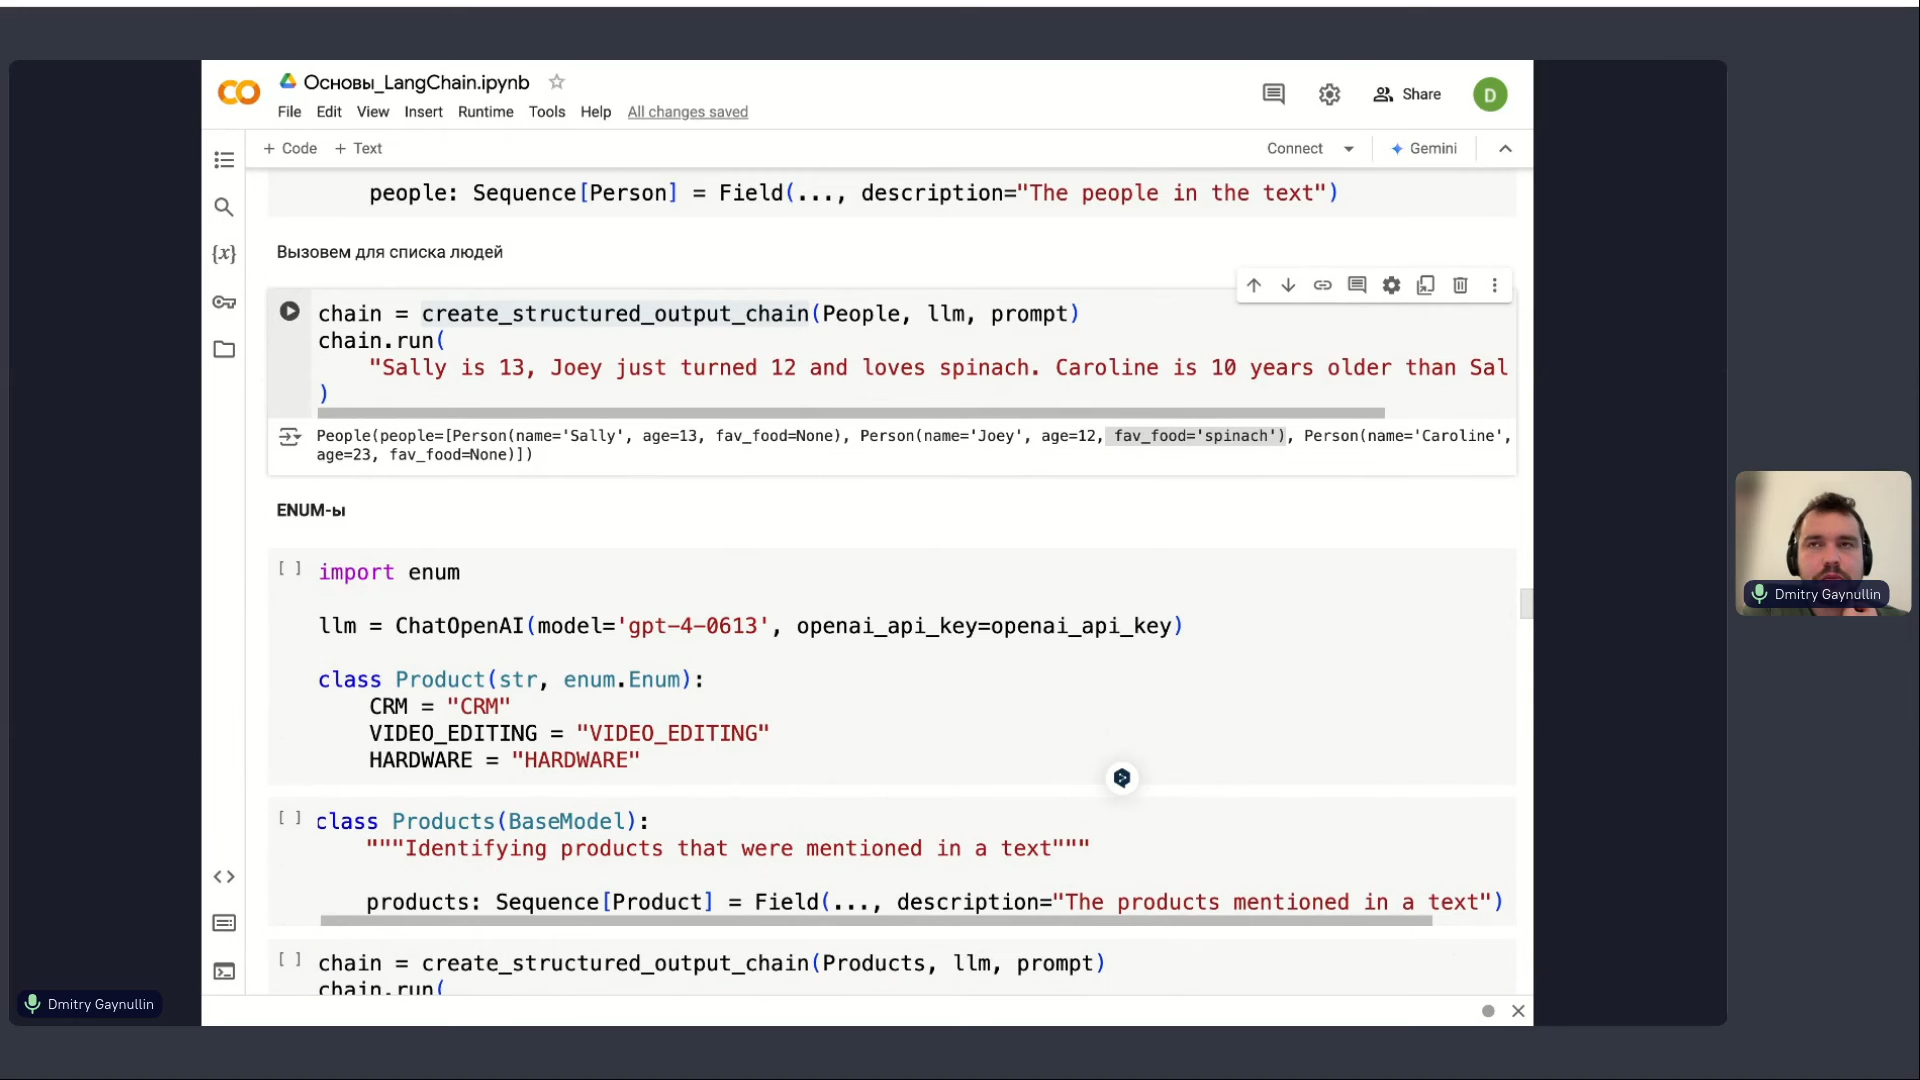 Основы_LangChain.ipynb
File Edit View Insert Runtime Tools Help All changes saved
Share
D
+ Code + Text
Connect
Gemini
people: Sequence[Person] = Field(..., description="The people in the text")
Вызовем для списка людей
chain = create_structured_output_chain(People, llm, prompt)
chain.run(
"Sally is 13, Joey just turned 12 and loves spinach. Caroline is 10 years older than Sal
)
People(people=[Person(name='Sally', age=13, fav_food=None), Person(name='Joey', age=12, fav_food='spinach'), Person(name='Caroline',
age=23, fav_food=None)])
ENUM-ы
[ ] import enum
llm = ChatOpenAI(model='gpt-4-0613', openai_api_key=openai_api_key)
class Product(str, enum.Enum):
CRM = "CRM"
VIDEO_EDITING = "VIDEO_EDITING"
HARDWARE = "HARDWARE"
[ ] class Products(BaseModel):
"""Identifying products that were mentioned in a text"""
products: Sequence[Product] = Field(..., description="The products mentioned in a text")
[ ] chain = create_structured_output_chain(Products, llm, prompt)
chain.run(
Dmitry Gaynullin
Dmitry Gaynullin